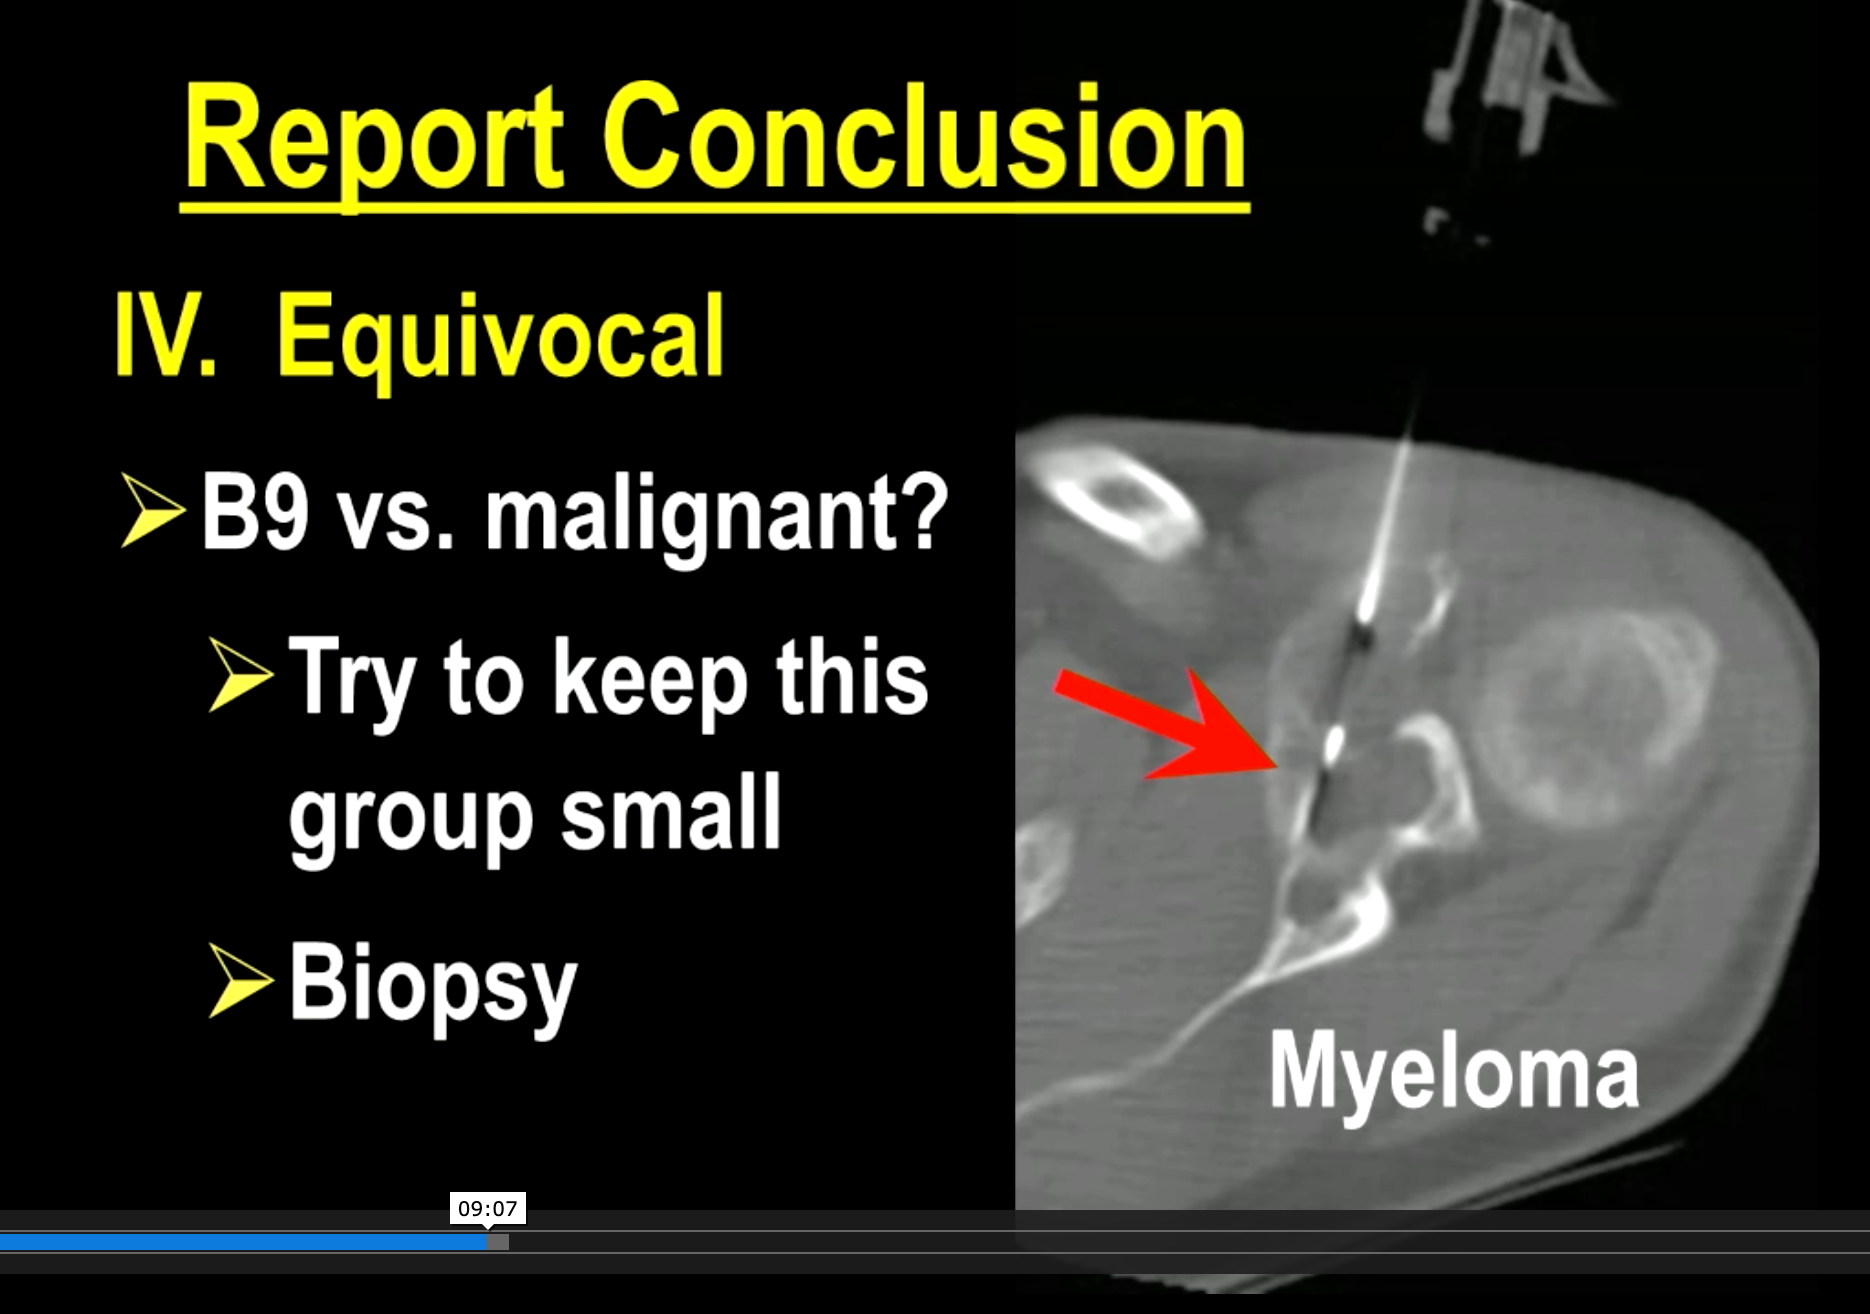 Report Conclusion
IV. Equivocal
B9 vs. malignant?
Try to keep this
group small
Biopsy
Myeloma
09:07